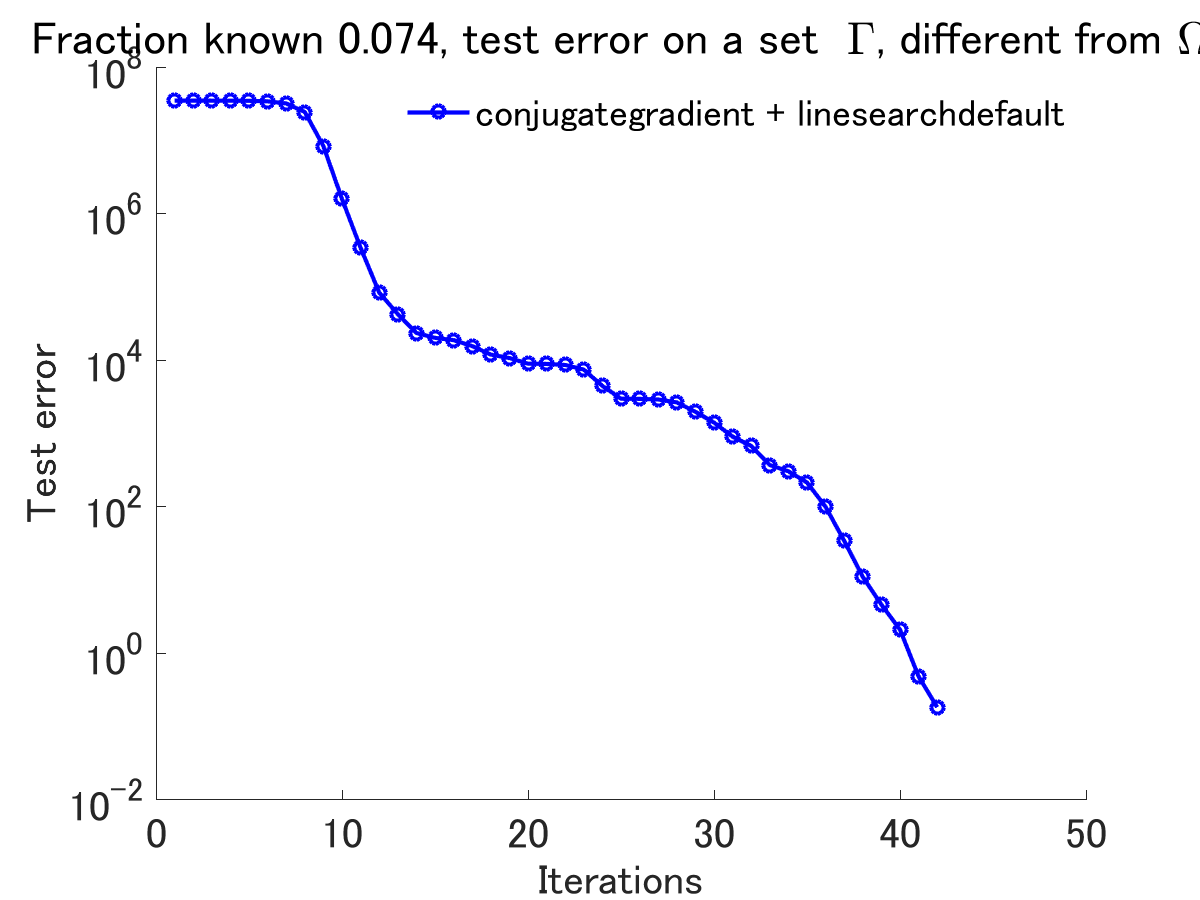 Fraction known 0.074, test error on a set Γ, different from Ω
conjugategradient + linesearchdefault
10^8
10^6
10^4
10^2
10^0
10^−2
Test error
0 10 20 30 40 50
Iterations